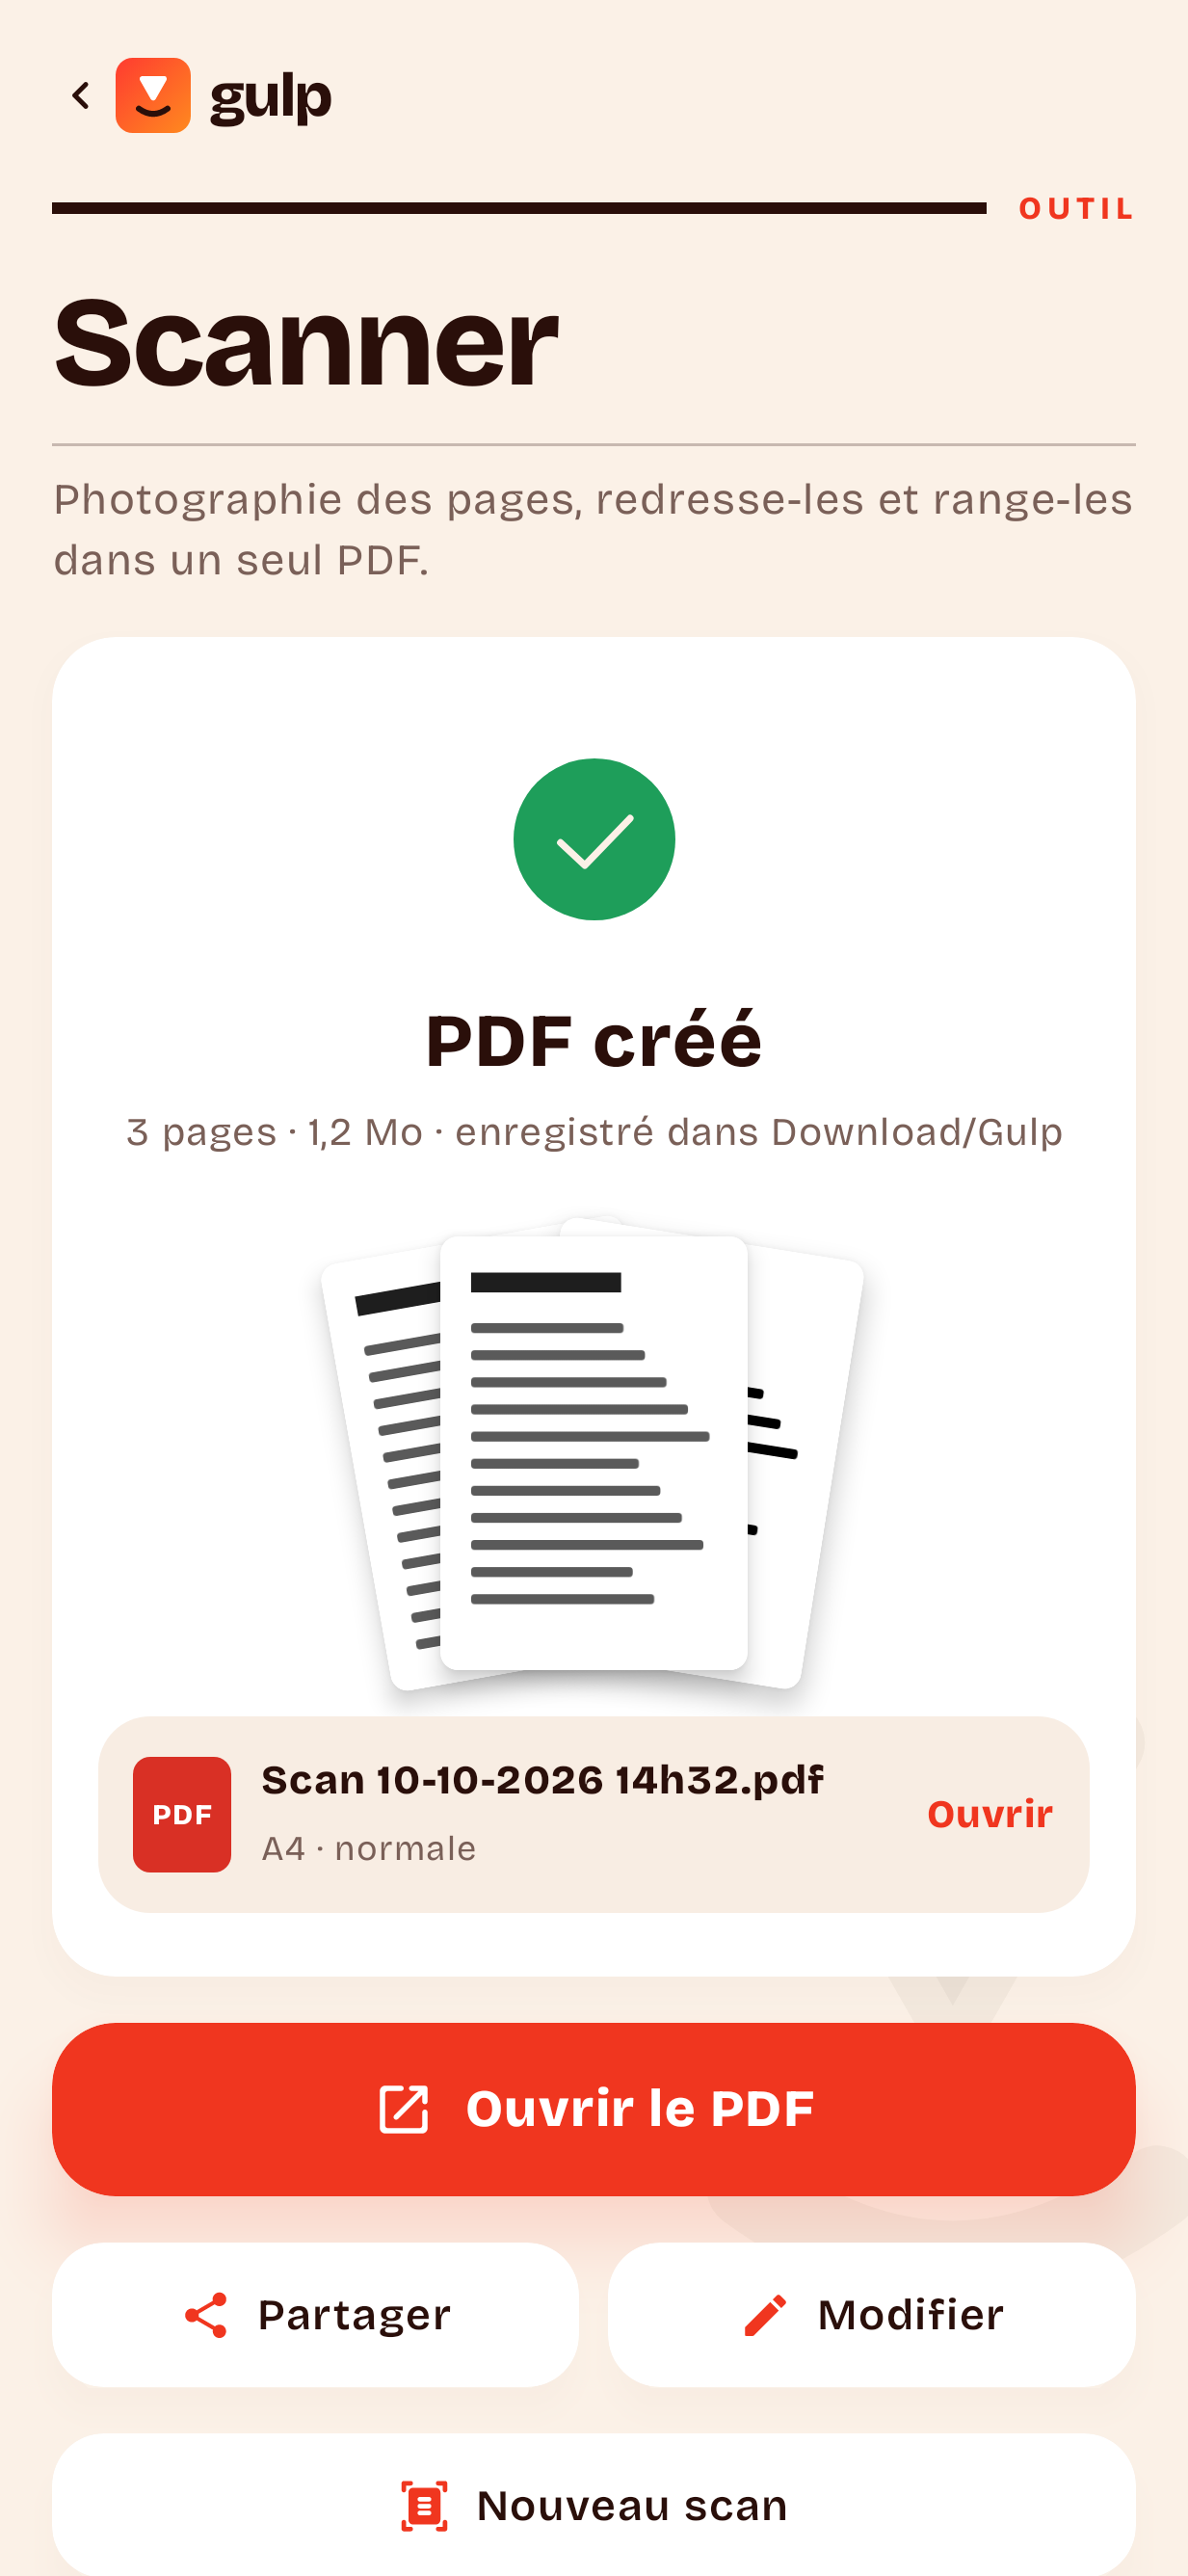 gulp
OUTIL
Scanner
Photographie des pages, redresse-les et range-les
dans un seul PDF.
PDF créé
3 pages · 1,2 Mo · enregistré dans Download/Gulp
PDF
Scan 10-10-2026 14h32.pdf
A4 · normale
Ouvrir
Ouvrir le PDF
Partager
Modifier
Nouveau scan